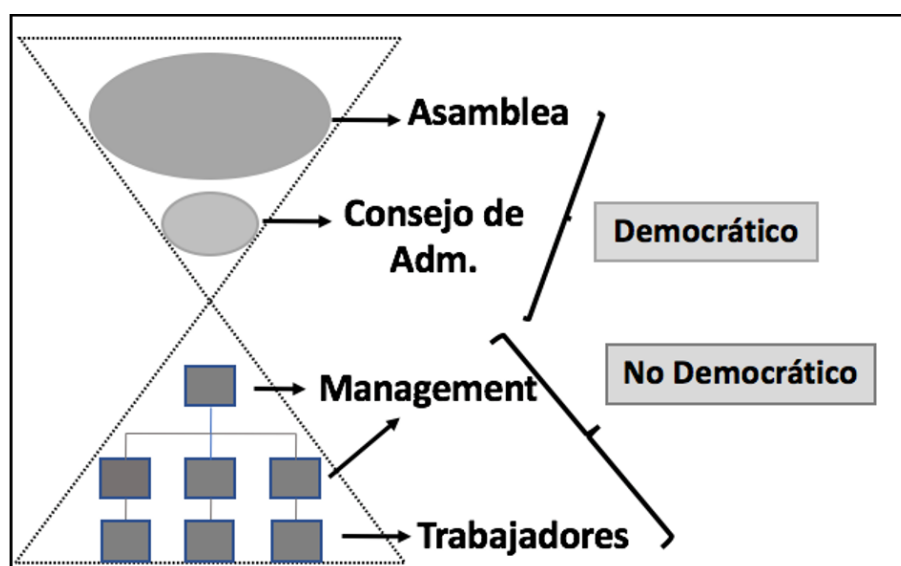 Asamblea
Consejo de
Adm.
Democrático
No Democrático
Management
Trabajadores